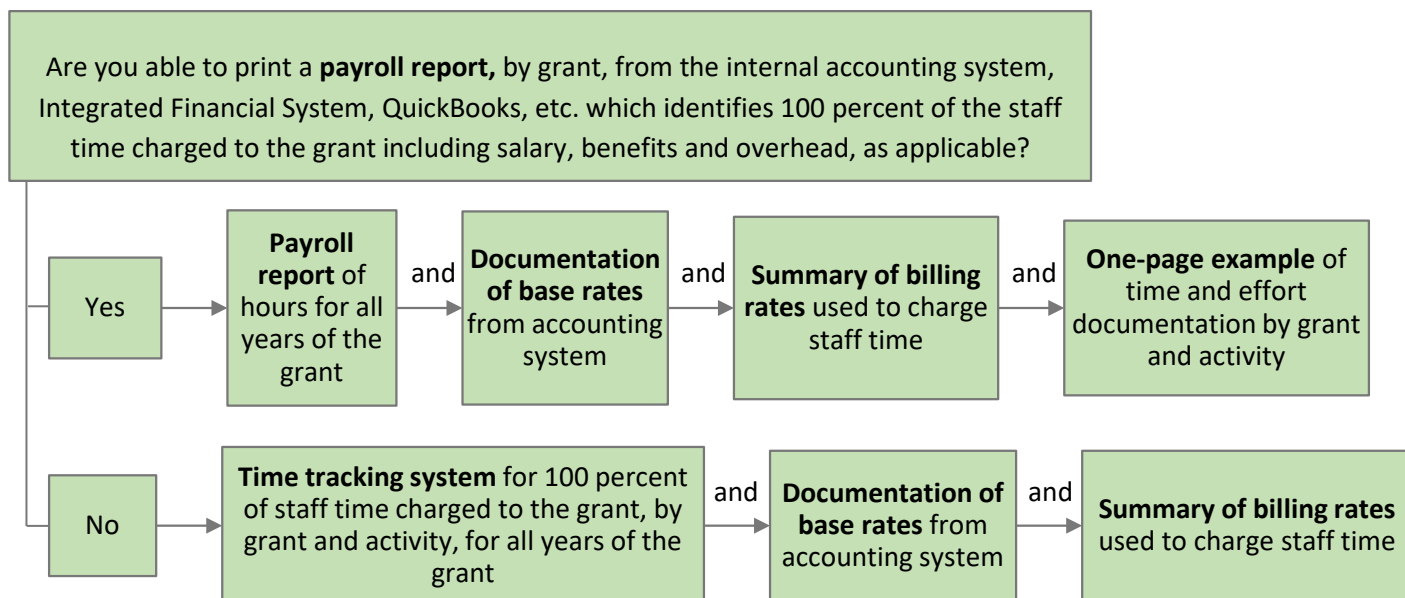 Are you able to print a payroll report, by grant, from the internal accounting system,
Integrated Financial System, QuickBooks, etc. which identifies 100 percent of the staff
time charged to the grant including salary, benefits and overhead, as applicable?
Yes
Payroll
report of
hours for all
years of the
grant
and
Documentation
of base rates
from accounting
system
and
Summary of billing
rates used to charge
staff time
and
One-page example of
time and effort
documentation by grant
and activity
No
Time tracking system for 100 percent
of staff time charged to the grant, by
grant and activity, for all years of the
grant
and
Documentation of
base rates from
accounting system
and
Summary of billing rates
used to charge staff time